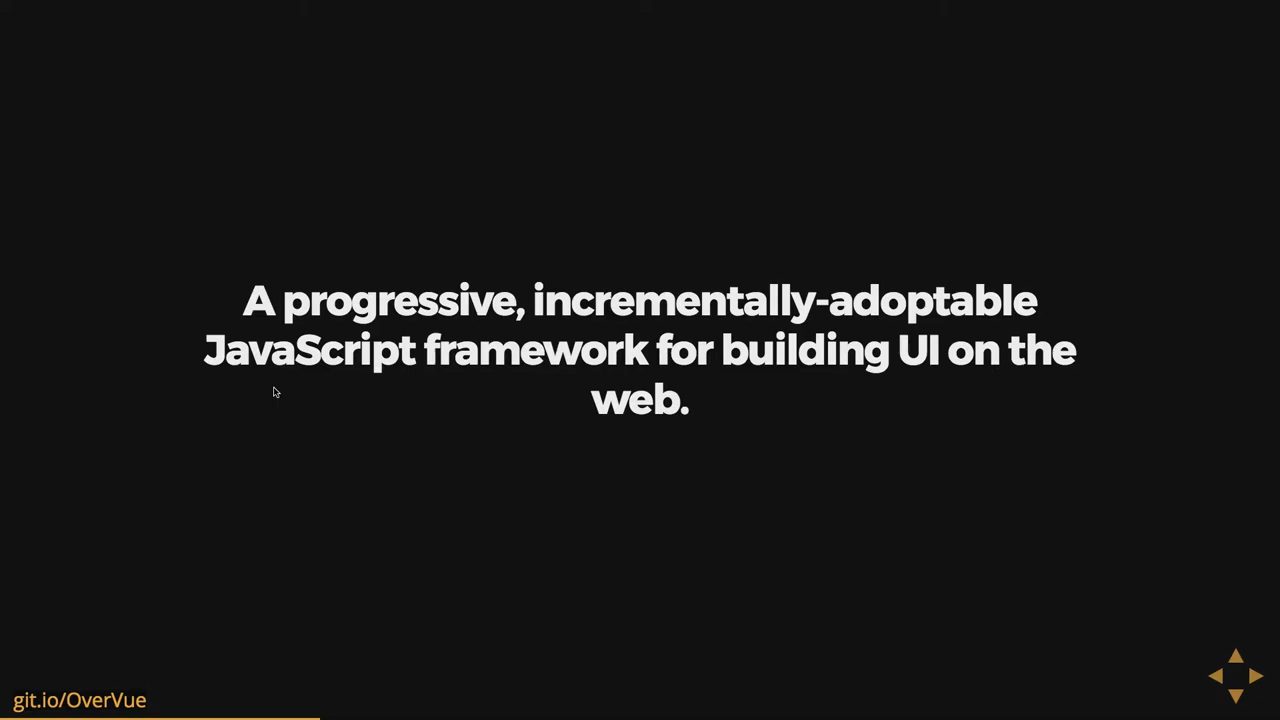 A progressive, incrementally-adoptable
JavaScript framework for building UI on the
web.
git.io/OverVue